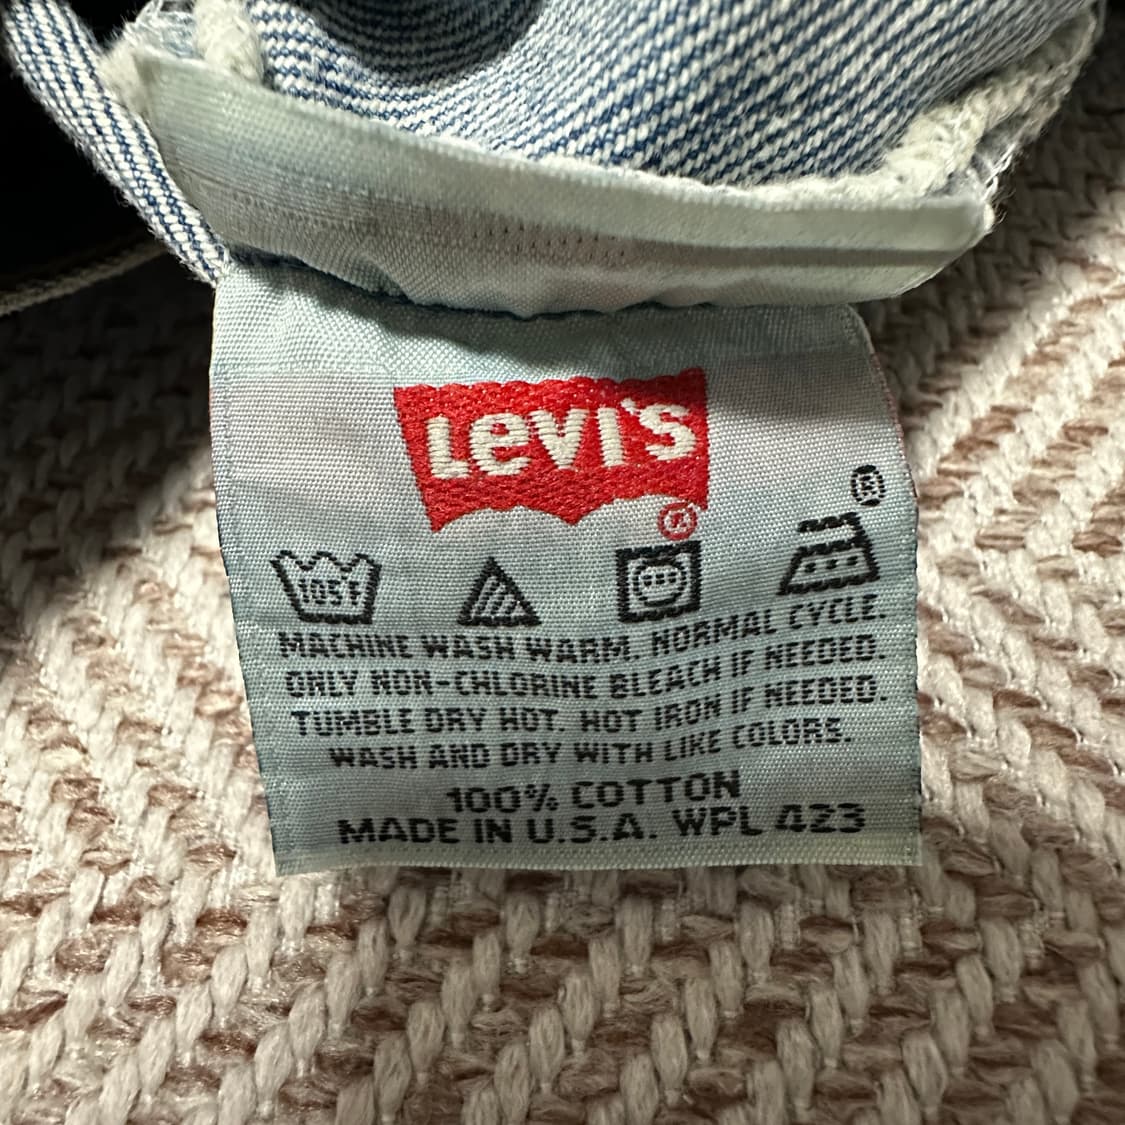 LEVI'S
®
®
105°F
MACHINE WASH WARM. NORMAL CYCLE.
ONLY NON-CHLORINE BLEACH IF NEEDED.
TUMBLE DRY HOT. HOT IRON IF NEEDED.
WASH AND DRY WITH LIKE COLORS.
100% COTTON
MADE IN U.S.A. WPL 423